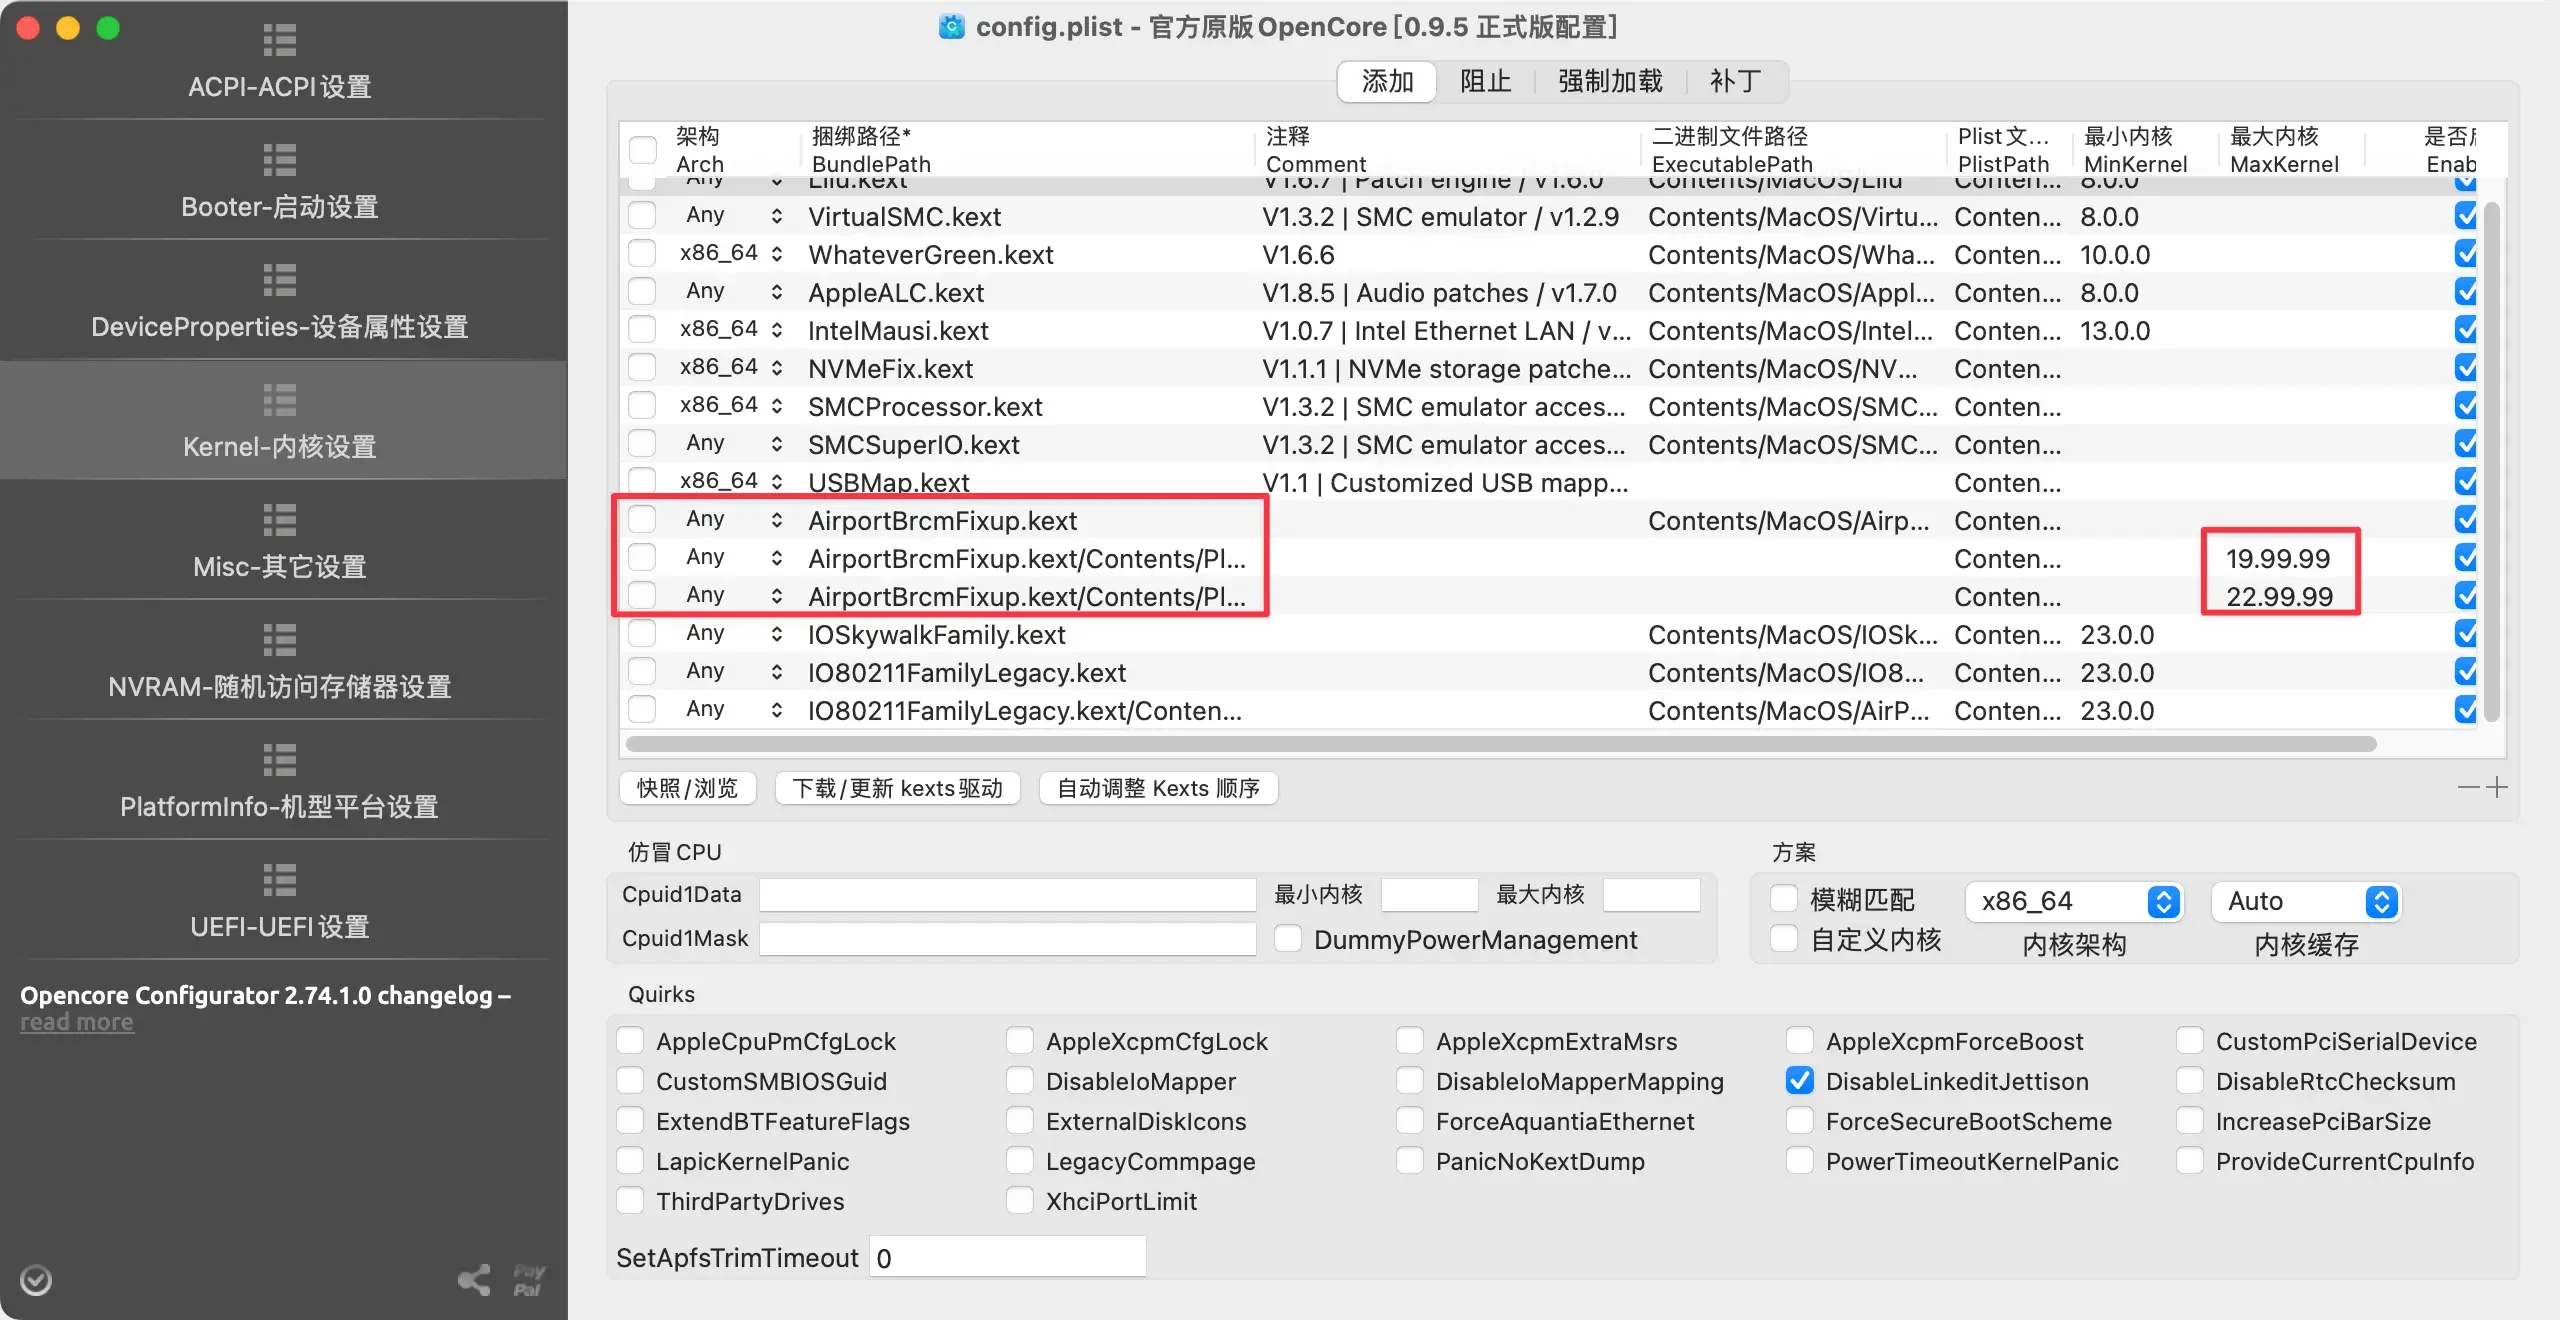 config.plist - 官方原版OpenCore[0.9.5 正式版配置]
ACPI-ACPI设置
Booter-启动设置
DeviceProperties-设备属性设置
Kernel-内核设置
Misc-其它设置
NVRAM-随机访问存储器设置
PlatformInfo-机型平台设置
UEFI-UEFI设置
Opencore Configurator 2.74.1.0 changelog –
read more
Pay
Pal
添加 阻止 强制加载 补丁
架构 捆绑路径* 注释 二进制文件路径 Plist文... 最小内核 最大内核 是否启
Arch BundlePath Comment ExecutablePath PlistPath MinKernel MaxKernel Enab
Any Lilu.kext V1.6.7 | Patch engine / v1.6.0 Contents/MacOS/Lilu Conten... 8.0.0
Any VirtualSMC.kext V1.3.2 | SMC emulator / v1.2.9 Contents/MacOS/Virtu... Conten... 8.0.0
x86_64 WhateverGreen.kext V1.6.6 Contents/MacOS/Wha... Conten... 10.0.0
Any AppleALC.kext V1.8.5 | Audio patches / v1.7.0 Contents/MacOS/Appl... Conten... 8.0.0
x86_64 IntelMausi.kext V1.0.7 | Intel Ethernet LAN / v... Contents/MacOS/Intel... Conten... 13.0.0
x86_64 NVMeFix.kext V1.1.1 | NVMe storage patche... Contents/MacOS/NV... Conten...
x86_64 SMCProcessor.kext V1.3.2 | SMC emulator acces... Contents/MacOS/SMC... Conten...
Any SMCSuperIO.kext V1.3.2 | SMC emulator acces... Contents/MacOS/SMC... Conten...
x86_64 USBMap.kext V1.1 | Customized USB mapp... Conten...
Any AirportBrcmFixup.kext Contents/MacOS/Airp... Conten...
Any AirportBrcmFixup.kext/Contents/Pl... Conten... 19.99.99
Any AirportBrcmFixup.kext/Contents/Pl... Conten... 22.99.99
Any IOSkywalkFamily.kext Contents/MacOS/IOSk... Conten... 23.0.0
Any IO80211FamilyLegacy.kext Contents/MacOS/IO8... Conten... 23.0.0
Any IO80211FamilyLegacy.kext/Conten... Contents/MacOS/AirP... Conten... 23.0.0
快照/浏览 下载/更新 kexts驱动 自动调整 Kexts 顺序
仿冒CPU
Cpuid1Data 最小内核 最大内核
Cpuid1Mask DummyPowerManagement
方案
模糊匹配 x86_64 Auto
自定义内核 内核架构 内核缓存
Quirks
AppleCpuPmCfgLock AppleXcpmCfgLock AppleXcpmExtraMsrs AppleXcpmForceBoost CustomPciSerialDevice
CustomSMBIOSGuid DisableIoMapper DisableIoMapperMapping DisableLinkeditJettison DisableRtcChecksum
ExtendBTFeatureFlags ExternalDiskIcons ForceAquantiaEthernet ForceSecureBootScheme IncreasePciBarSize
LapicKernelPanic LegacyCommpage PanicNoKextDump PowerTimeoutKernelPanic ProvideCurrentCpuInfo
ThirdPartyDrives XhciPortLimit
SetApfsTrimTimeout 0